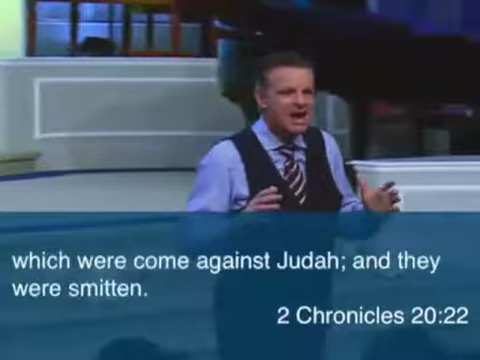 which were come against Judah; and they
were smitten.
2 Chronicles 20:22